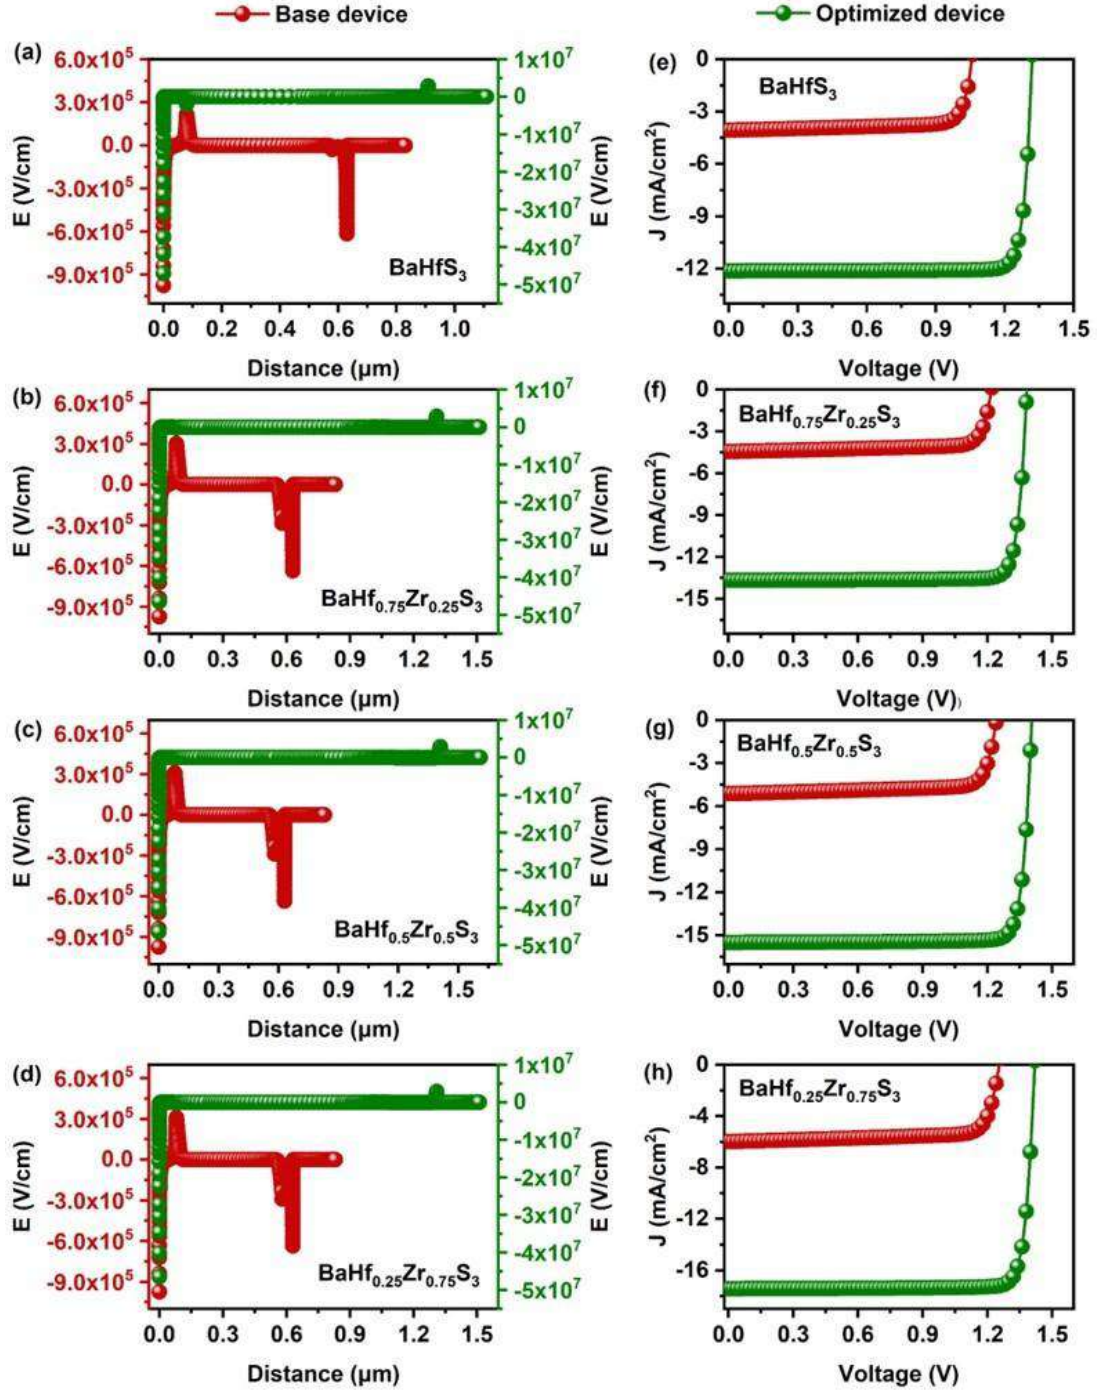 Base device
Optimized device
(a)
6.0x10⁵
3.0x10⁵
0.0
-3.0x10⁵
-6.0x10⁵
-9.0x10⁵
E (V/cm)
BaHfS₃
1x10⁷
0
-1x10⁷
-2x10⁷
-3x10⁷
-4x10⁷
-5x10⁷
E (V/cm)
0.0 0.2 0.4 0.6 0.8 1.0
Distance (µm)
(e)
BaHfS₃
0
-3
-6
-9
-12
J (mA/cm²)
0.0 0.3 0.6 0.9 1.2 1.5
Voltage (V)
(b)
6.0x10⁵
3.0x10⁵
0.0
-3.0x10⁵
-6.0x10⁵
-9.0x10⁵
E (V/cm)
BaHf₀.₇₅Zr₀.₂₅S₃
1x10⁷
0
-1x10⁷
-2x10⁷
-3x10⁷
-4x10⁷
-5x10⁷
E (V/cm)
0.0 0.3 0.6 0.9 1.2 1.5
Distance (µm)
(f)
BaHf₀.₇₅Zr₀.₂₅S₃
0
-3
-6
-9
-12
-15
J (mA/cm²)
0.0 0.3 0.6 0.9 1.2 1.5
Voltage (V))
(c)
6.0x10⁵
3.0x10⁵
0.0
-3.0x10⁵
-6.0x10⁵
-9.0x10⁵
E (V/cm)
BaHf₀.₅Zr₀.₅S₃
1x10⁷
0
-1x10⁷
-2x10⁷
-3x10⁷
-4x10⁷
-5x10⁷
E (V/cm)
0.0 0.3 0.6 0.9 1.2 1.5
Distance (µm)
(g)
BaHf₀.₅Zr₀.₅S₃
0
-3
-6
-9
-12
-15
J (mA/cm²)
0.0 0.3 0.6 0.9 1.2 1.5
Voltage (V)
(d)
6.0x10⁵
3.0x10⁵
0.0
-3.0x10⁵
-6.0x10⁵
-9.0x10⁵
E (V/cm)
BaHf₀.₂₅Zr₀.₇₅S₃
1x10⁷
0
-1x10⁷
-2x10⁷
-3x10⁷
-4x10⁷
-5x10⁷
E (V/cm)
0.0 0.3 0.6 0.9 1.2 1.5
Distance (µm)
(h)
BaHf₀.₂₅Zr₀.₇₅S₃
0
-4
-8
-12
-16
J (mA/cm²)
0.0 0.3 0.6 0.9 1.2 1.5
Voltage (V)